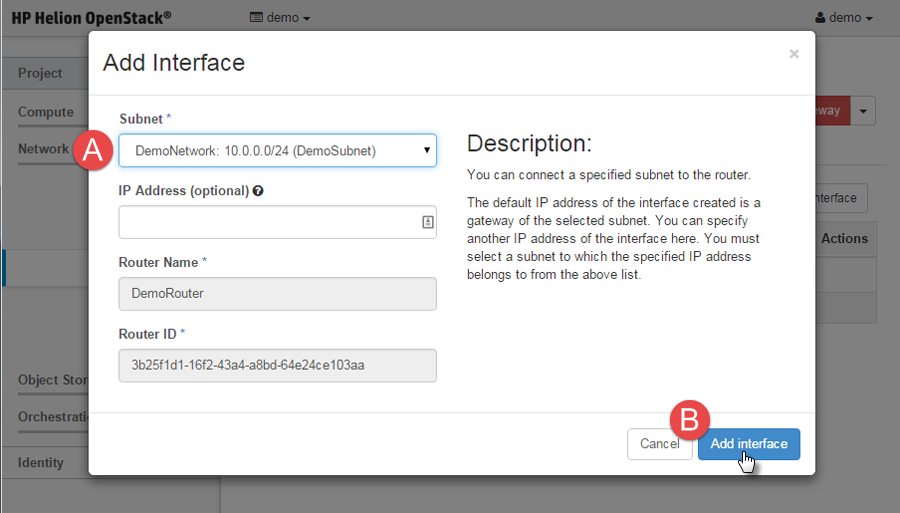 HP Helion OpenStack®
demo
demo
Add Interface
×
Project
Compute
Network
Object Stor
Orchestrati
Identity
A
Subnet *
DemoNetwork: 10.0.0.0/24 (DemoSubnet)
IP Address (optional)
Router Name *
DemoRouter
Router ID *
3b25f1d1-16f2-43a4-a8bd-64e24ce103aa
Description:
You can connect a specified subnet to the router.
The default IP address of the interface created is a
gateway of the selected subnet. You can specify
another IP address of the interface here. You must
select a subnet to which the specified IP address
belongs to from the above list.
eway
nterface
Actions
B
Cancel
Add interface